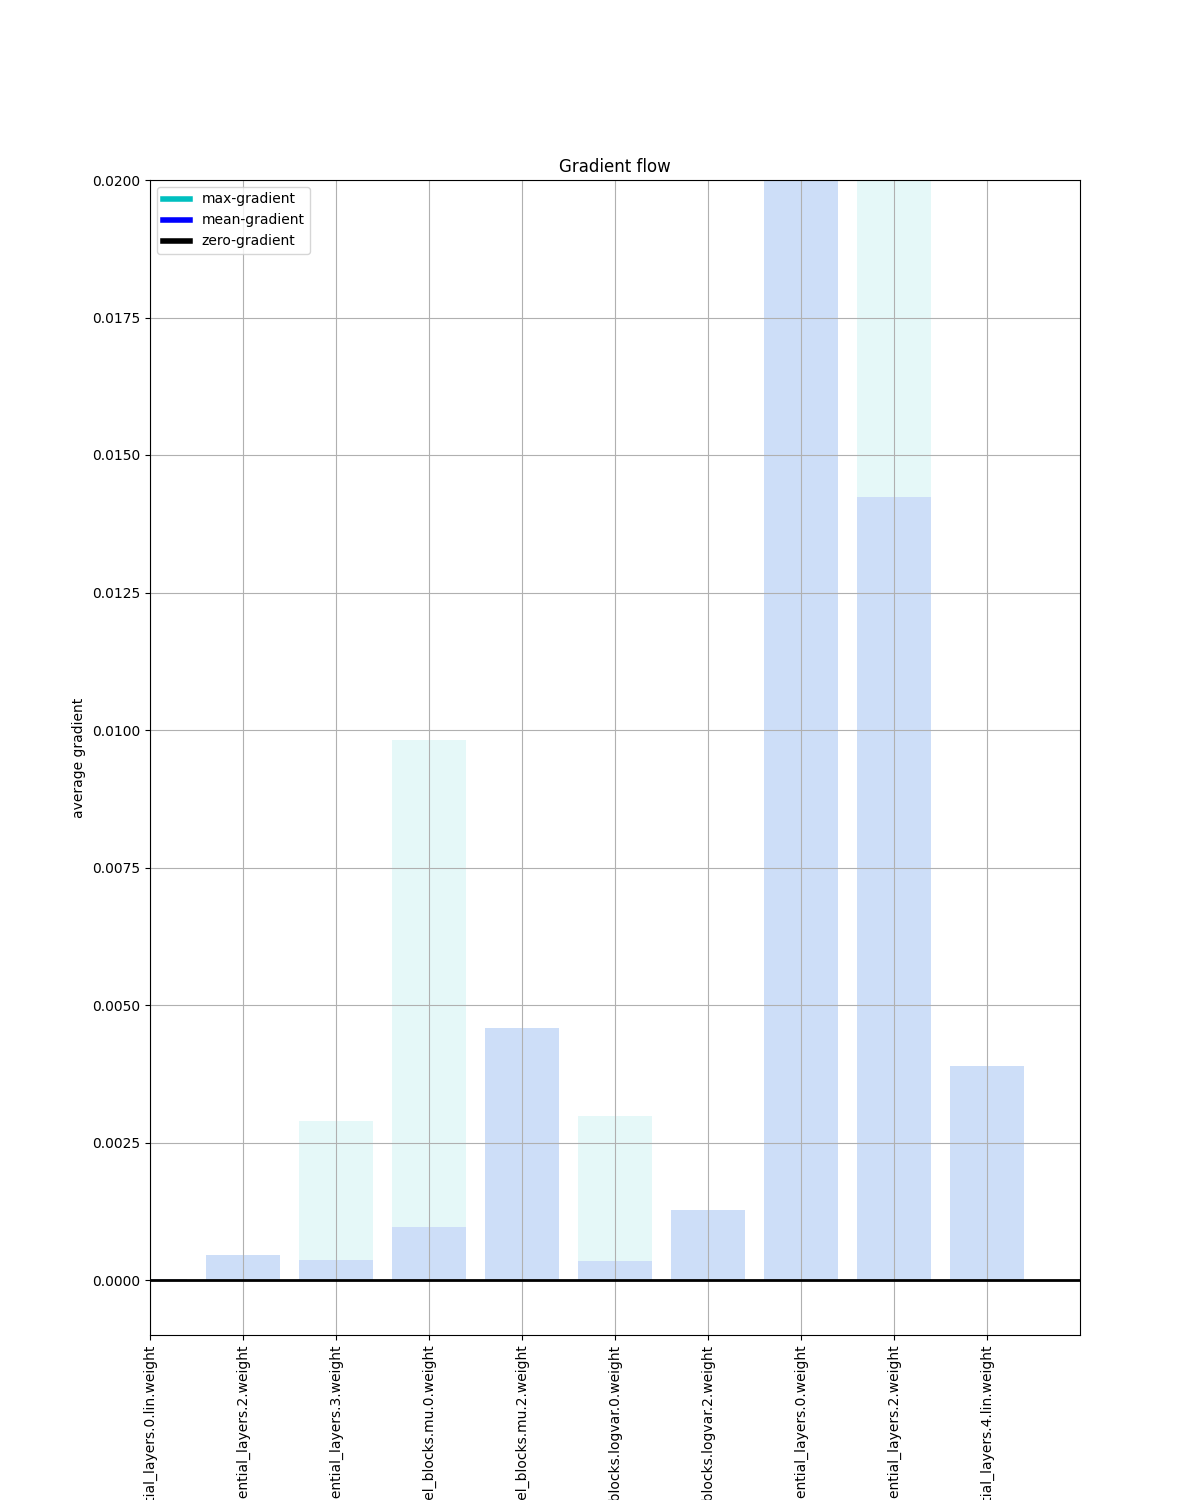 Gradient flow
max-gradient
mean-gradient
zero-gradient
0.0200
0.0175
0.0150
0.0125
0.0100
0.0075
0.0050
0.0025
0.0000
average gradient
tial_layers.0.lin.weight
ential_layers.2.weight
ential_layers.3.weight
el_blocks.mu.0.weight
el_blocks.mu.2.weight
blocks.logvar.0.weight
blocks.logvar.2.weight
ential_layers.0.weight
ential_layers.2.weight
tial_layers.4.lin.weight